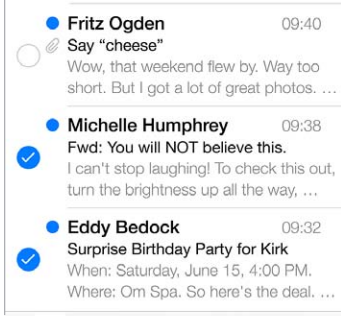 Fritz Ogden 09:40
Say “cheese”
Wow, that weekend flew by. Way too
short. But I got a lot of great photos. ...
Michelle Humphrey 09:38
Fwd: You will NOT believe this.
I can't stop laughing! To check this out,
turn the brightness up all the way, ...
Eddy Bedock 09:32
Surprise Birthday Party for Kirk
When: Saturday, June 15, 4:00 PM.
Where: Om Spa. So here's the deal. ...